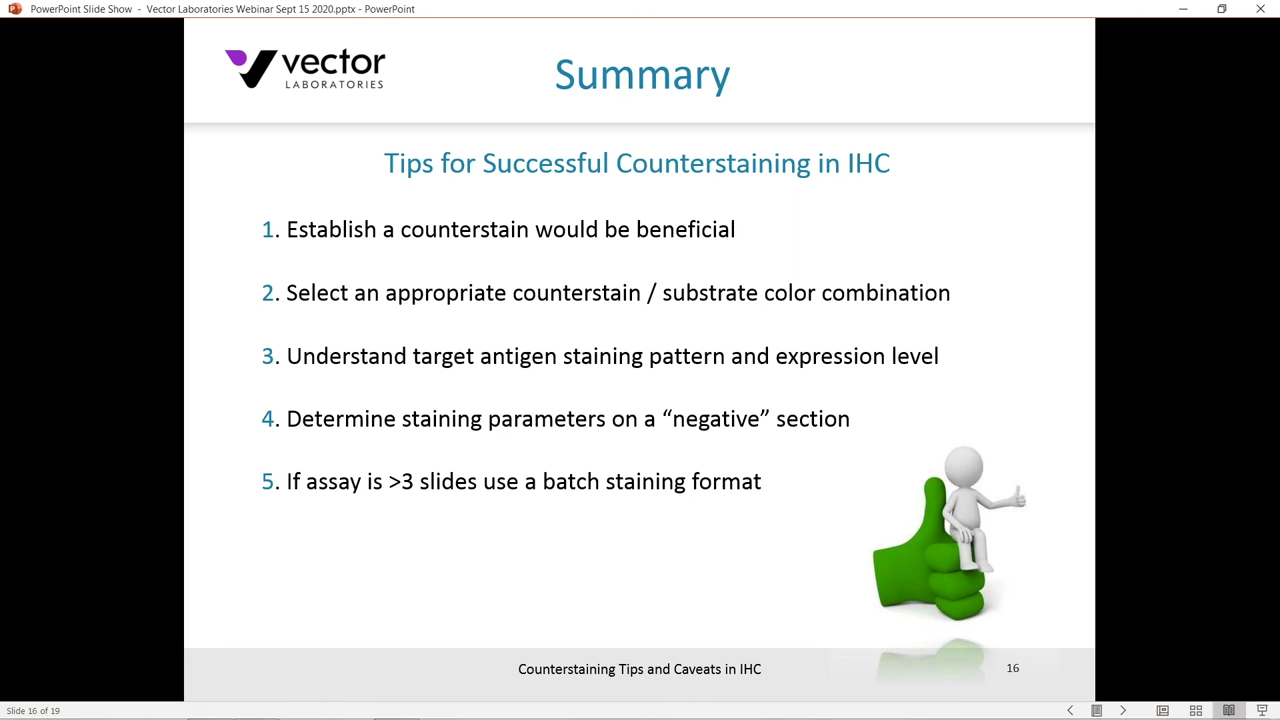 PowerPoint Slide Show - Vector Laboratories Webinar Sept 15 2020.pptx - PowerPoint
vector
LABORATORIES
Summary
Tips for Successful Counterstaining in IHC
1. Establish a counterstain would be beneficial
2. Select an appropriate counterstain / substrate color combination
3. Understand target antigen staining pattern and expression level
4. Determine staining parameters on a “negative” section
5. If assay is >3 slides use a batch staining format
Counterstaining Tips and Caveats in IHC
16
Slide 16 of 19